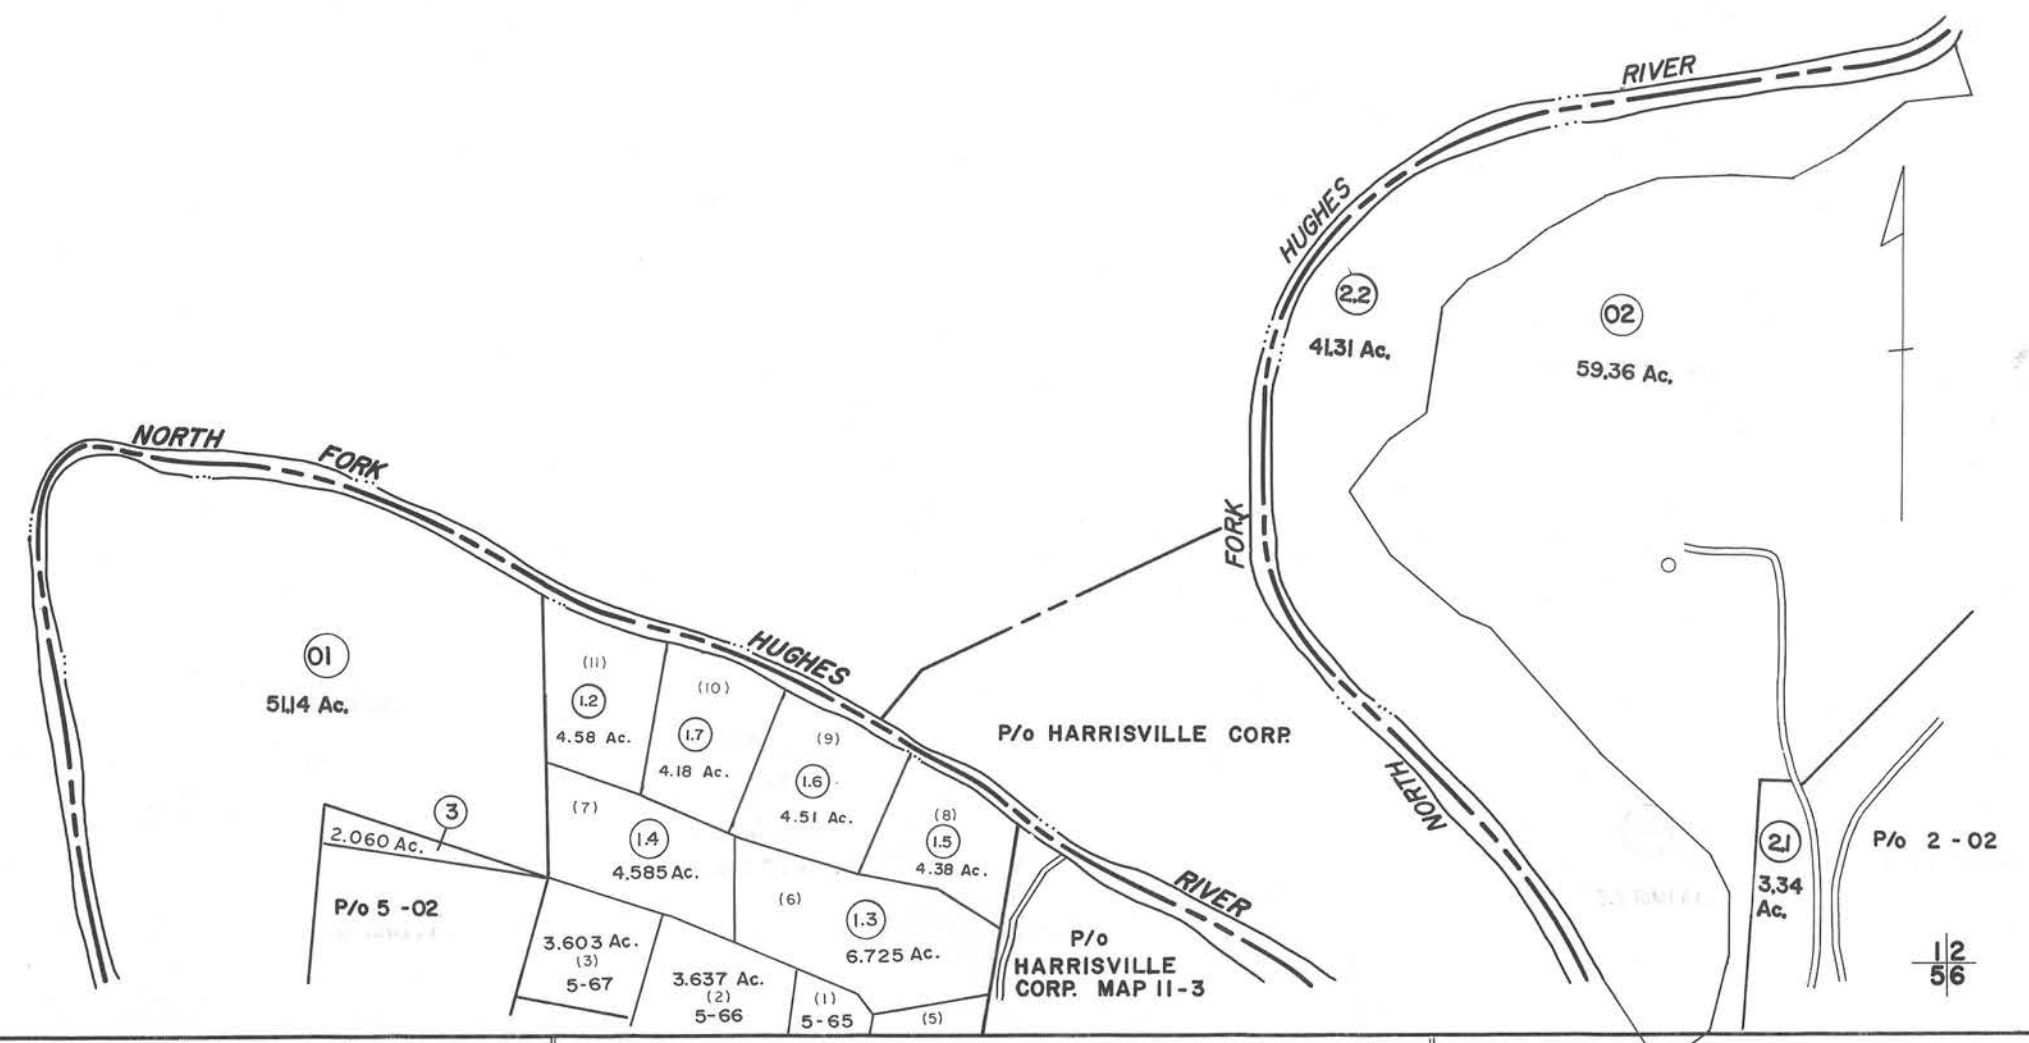 RIVER
HUGHES
2.2
41.31 Ac.
02
59.36 Ac.
NORTH
FORK
FORK
HUGHES
01
51.14 Ac.
(11)
1.2
4.58 Ac.
(10)
1.7
4.18 Ac.
(9)
1.6
4.51 Ac.
P/o HARRISVILLE CORP.
NORTH
3
2.060 Ac.
(7)
1.4
4.585 Ac.
(8)
1.5
4.38 Ac.
2.1
3.34
Ac.
P/o 2 - 02
P/o 5 - 02
(6)
1.3
6.725 Ac.
RIVER
3.603 Ac.
(3)
5-67
3.637 Ac.
(2)
5-66
(1)
5-65
(5)
P/o
HARRISVILLE
CORP. MAP 11-3
1 2
5 6